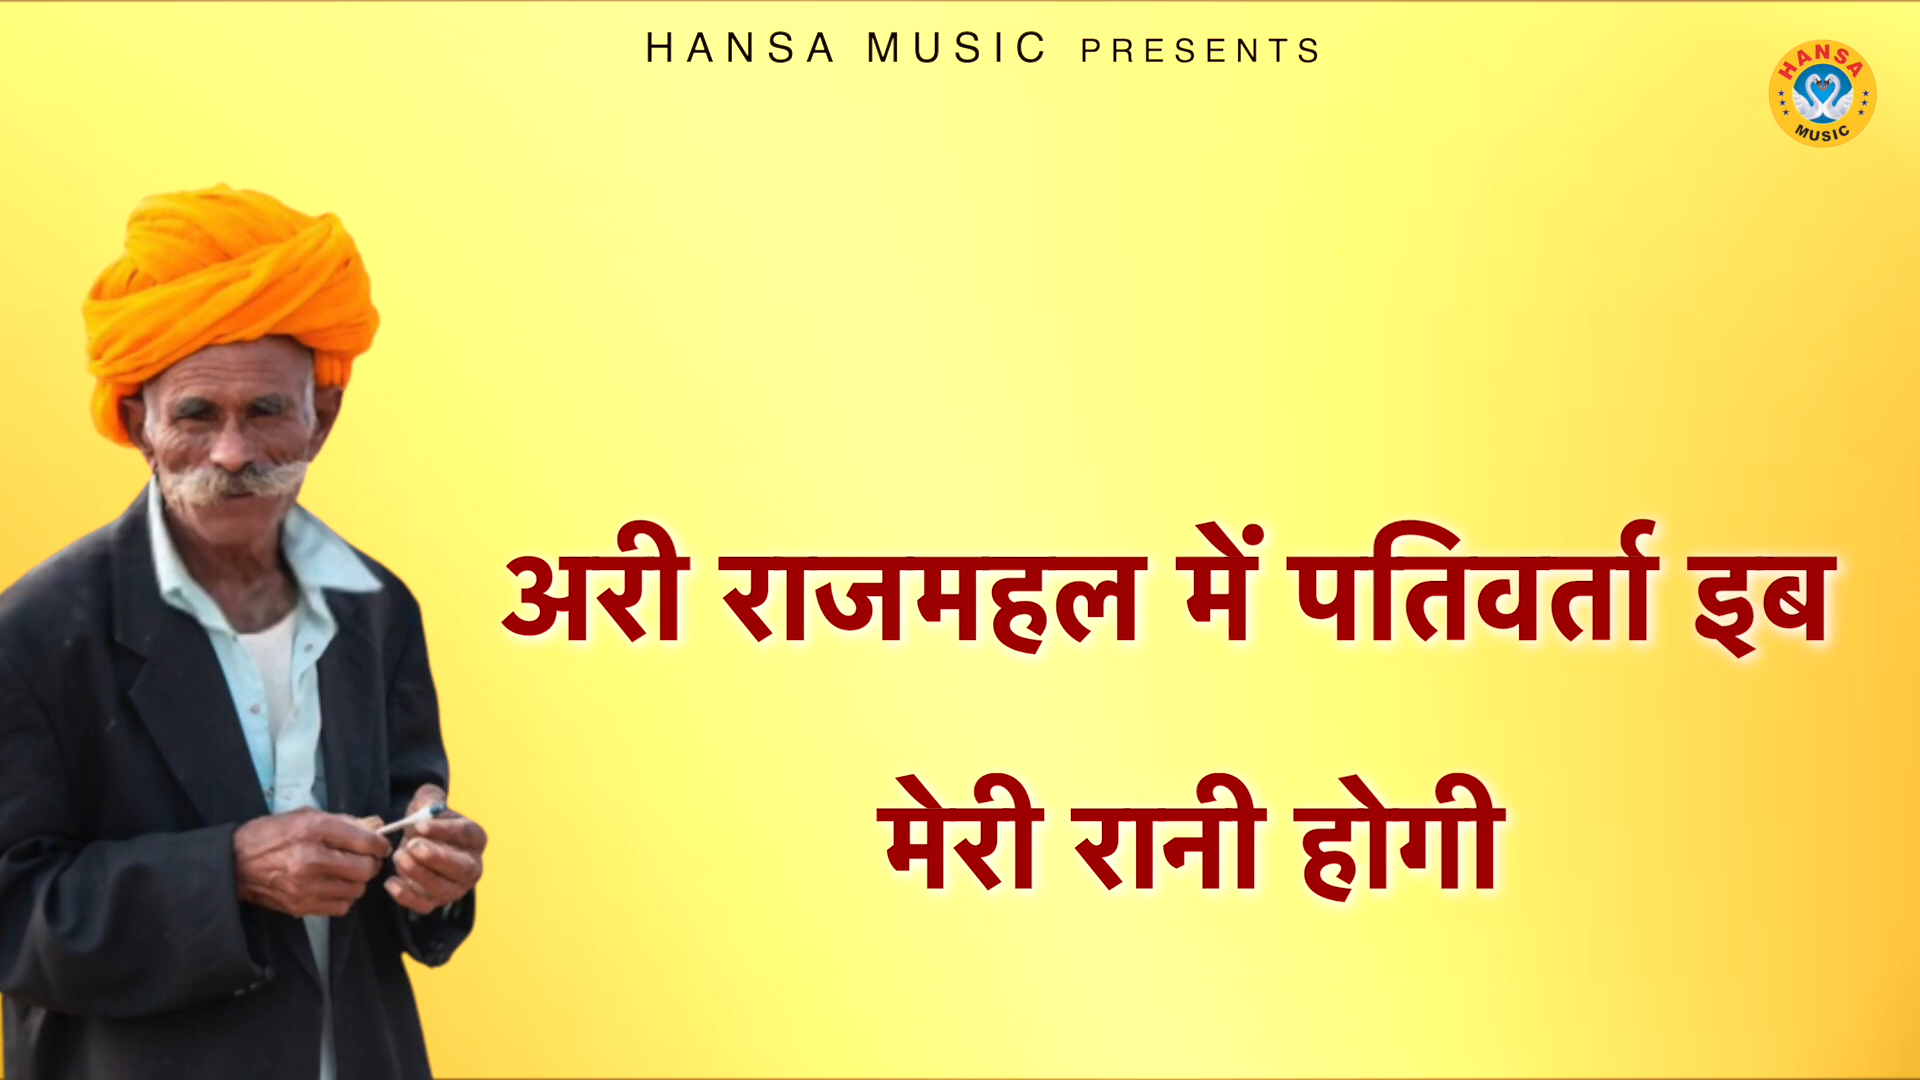 HANSA MUSIC PRESENTS
HANSA
MUSIC
अरी राजमहल में पतिवर्ता इब
मेरी रानी होगी